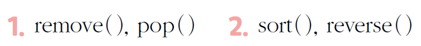 1. remove(), pop() 2. sort(), reverse()